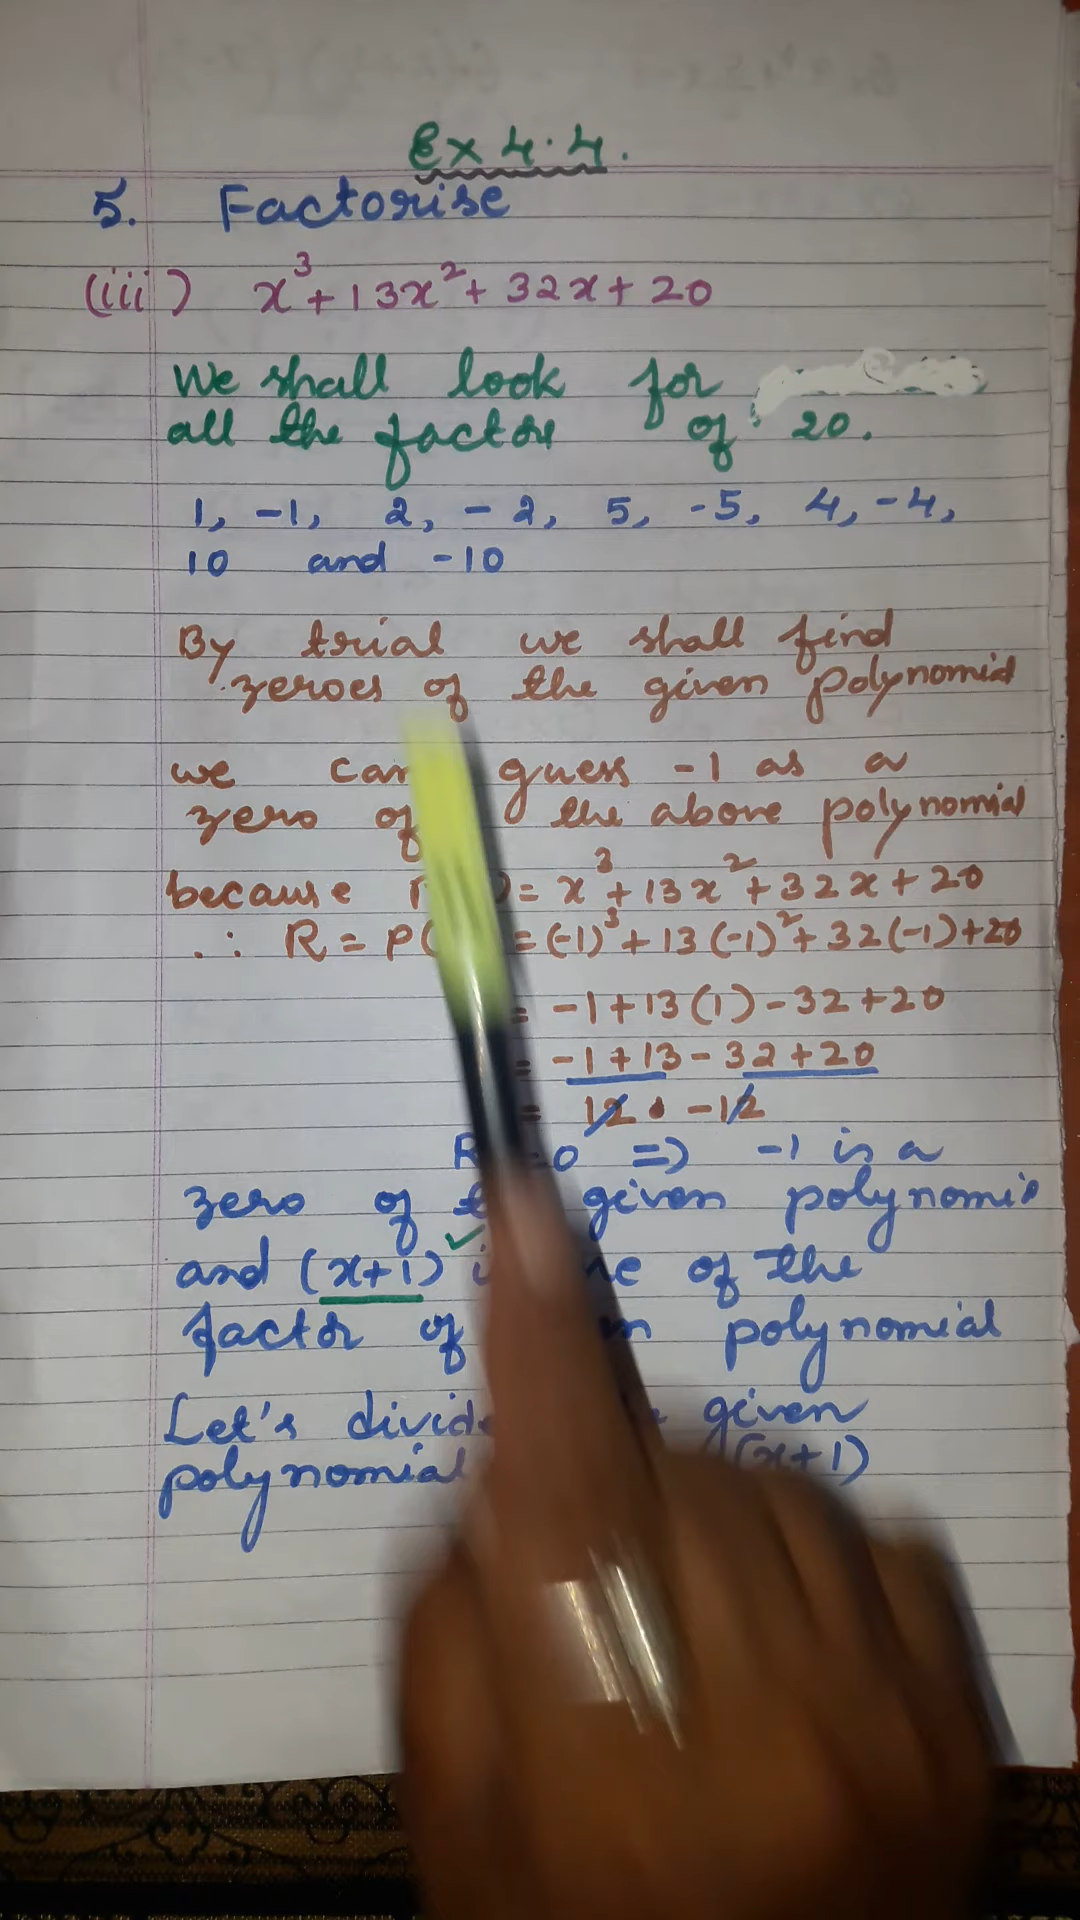 Ex 4.4.
5. Factorise
(iii) x³+13x²+32x+20
We shall look for
all the factors of 20.
1, -1, 2, -2, 5, -5, 4, -4,
10 and -10
By trial we shall find
zeroes of the given polynomial
we can guess -1 as a
zero of the above polynomial
because = x³+13x²+32x+20
∴ R = P( = (-1)³+13(-1)²+32(-1)+20
= -1+13(1)-32+20
= -1+13-32+20
= 12 -12
R =0 => -1 is a
zero of given polynomia
and (x+1) of the
factor of polynomial
Let's divide given
polynomial (x+1)